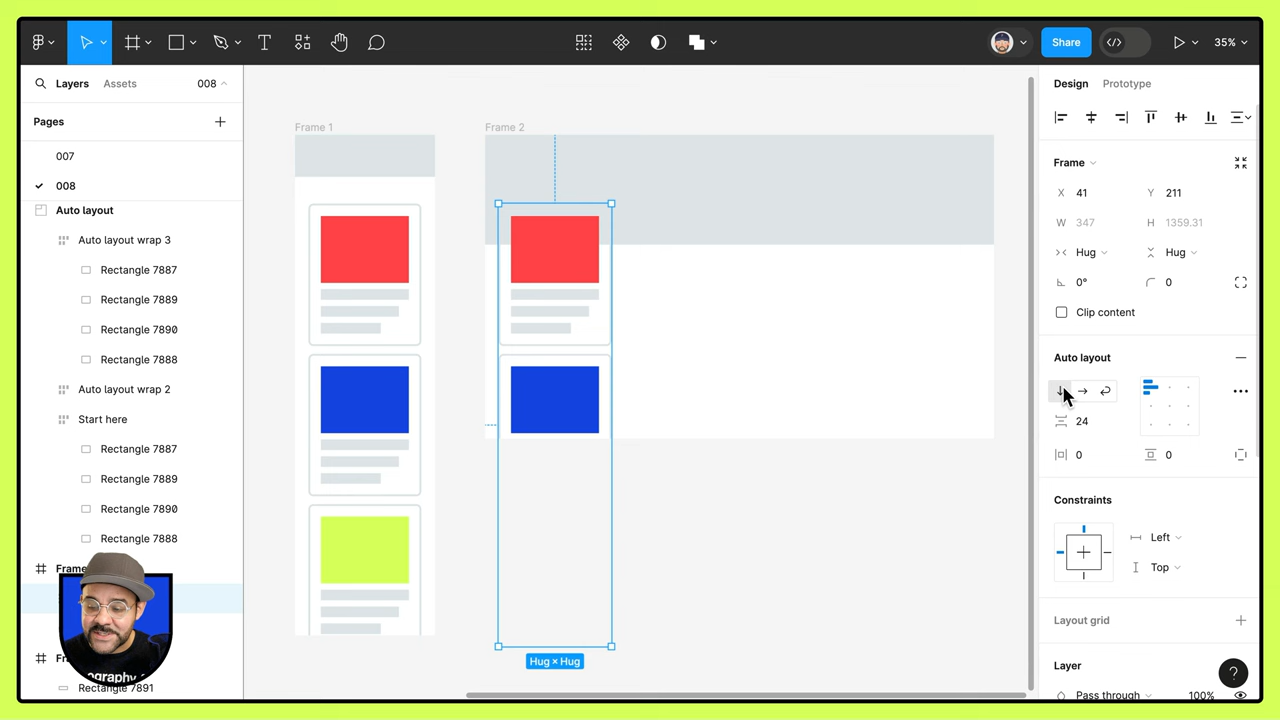 Share
35%
Layers
Assets
008
Pages
007
008
Auto layout
Auto layout wrap 3
Rectangle 7887
Rectangle 7889
Rectangle 7890
Rectangle 7888
Auto layout wrap 2
Start here
Rectangle 7887
Rectangle 7889
Rectangle 7890
Rectangle 7888
Frame
Rectangle 7891
Frame 1
Frame 2
Hug × Hug
Design
Prototype
Frame
X 41
Y 211
W 347
H 1359.31
Hug
Hug
0°
0
Clip content
Auto layout
24
0
0
Constraints
Left
Top
Layout grid
Layer
Pass through
100%
?